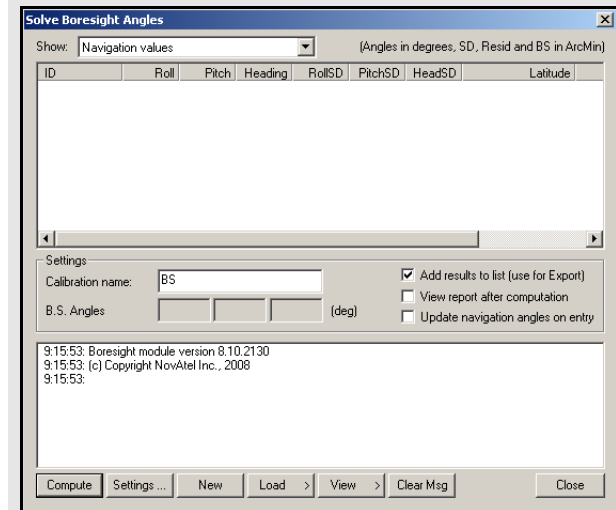 Solve Boresight Angles
Show: Navigation values (Angles in degrees, SD, Resid and BS in ArcMin)
ID Roll Pitch Heading RollSD PitchSD HeadSD Latitude
Settings
Calibration name: BS
Add results to list (use for Export)
View report after computation
B.S. Angles (deg)
Update navigation angles on entry
9:15:53: Boresight module version 8.10.2130
9:15:53: (c) Copyright NovAtel Inc., 2008
9:15:53:
Compute Settings ... New Load > View > Clear Msg Close